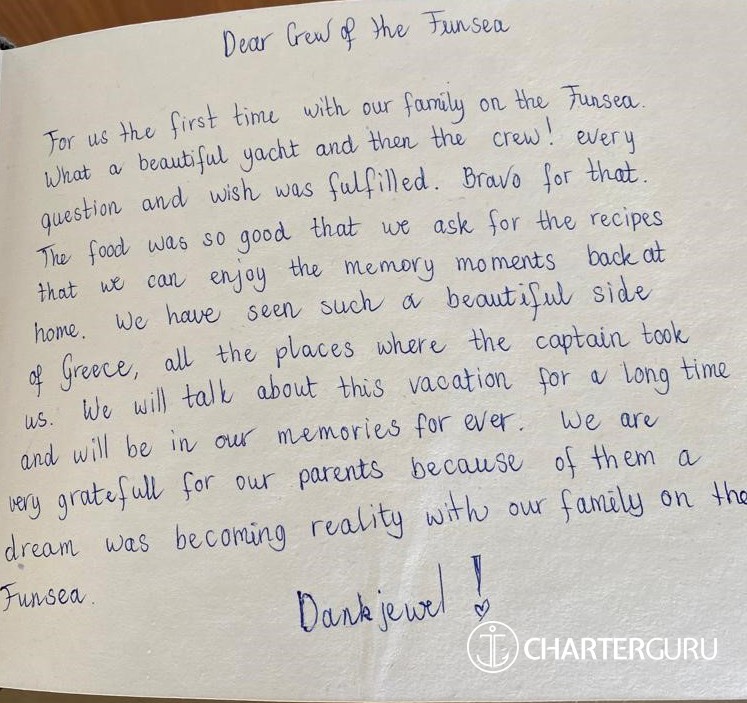 Dear Crew of the Funsea
For us the first time with our family on the Funsea.
What a beautiful yacht and then the crew! every
question and wish was fulfilled. Bravo for that.
The food was so good that we ask for the recipes
that we can enjoy the memory moments back at
home. We have seen such a beautiful side
of Greece, all the places where the captain took
us. We will talk about this vacation for a long time
and will be in our memories for ever. We are
very gratefull for our parents because of them a
dream was becoming reality with our family on the
Funsea.
Dankjewel!
CHARTERGURU